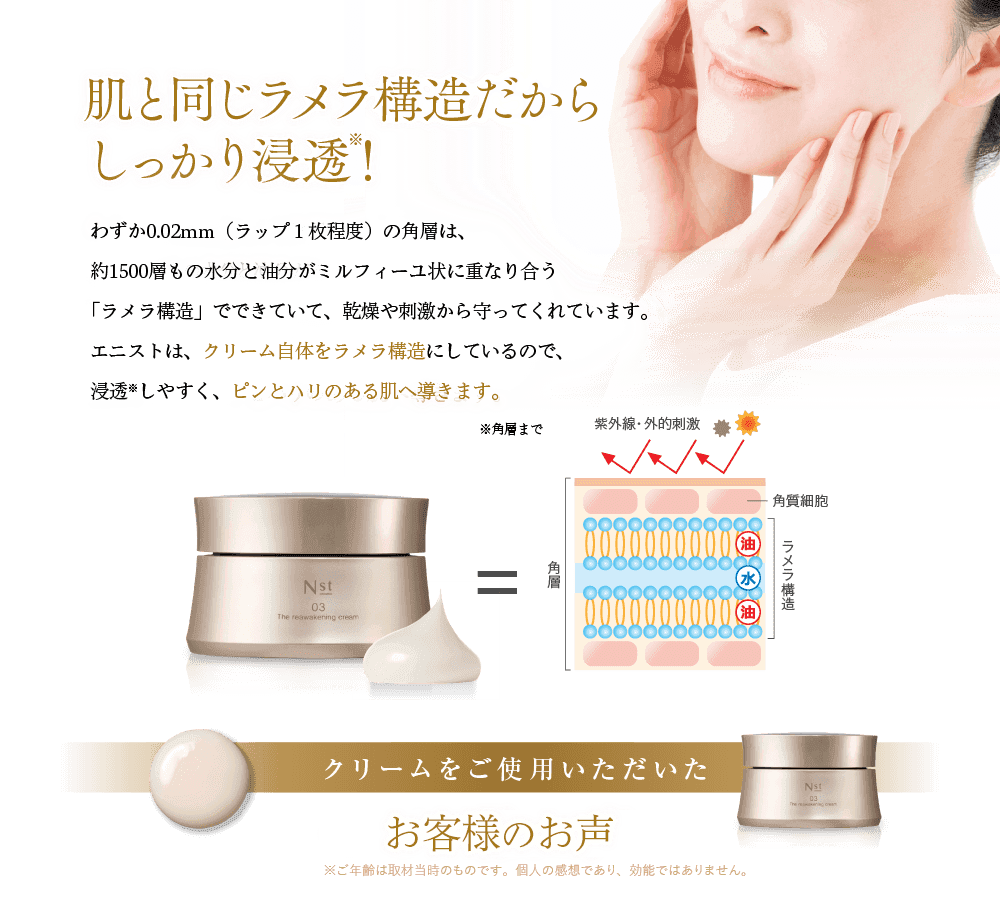 肌と同じラメラ構造だから
しっかり浸透※！
わずか0.02mm（ラップ１枚程度）の角層は、
約1500層もの水分と油分がミルフィーユ状に重なり合う
「ラメラ構造」でできていて、乾燥や刺激から守ってくれています。
エニストは、クリーム自体をラメラ構造にしているので、
浸透※しやすく、ピンとハリのある肌へ導きます。
※角層まで
紫外線・外的刺激
角質細胞
角層
油
水
油
ラメラ構造
Nst
03
The reawakening cream
クリームをご使用いただいた
Nst
03
The reawakening cream
お客様のお声
※ご年齢は取材当時のものです。個人の感想であり、効能ではありません。